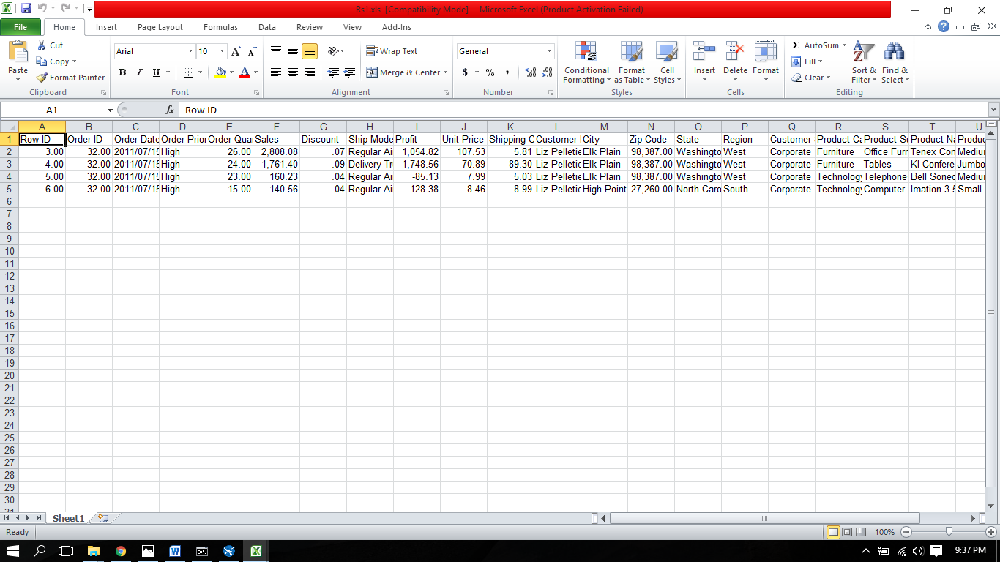 Rs1.xls [Compatibility Mode] - Microsoft Excel (Product Activation Failed)
File Home Insert Page Layout Formulas Data Review View Add-Ins
Paste Cut Copy Format Painter Clipboard
Arial 10 B I U Font
Wrap Text Merge & Center Alignment
General $ % , Number
Conditional Formatting Format as Table Cell Styles Styles
Insert Delete Format Cells
AutoSum Fill Clear Sort & Filter Find & Select Editing
A1 fx Row ID
A B C D E F G H I J K L M N O P Q R S T U
1 Row ID Order ID Order Date Order Prior Order Qua Sales Discount Ship Mode Profit Unit Price Shipping C Customer City Zip Code State Region Customer Product Ca Product Su Product Na Produc
2 3.00 32.00 2011/07/15 High 26.00 2,808.08 .07 Regular Ai 1,054.82 107.53 5.81 Liz Pelletie Elk Plain 98,387.00 Washingto West Corporate Furniture Office Furn Tenex Con Mediun
3 4.00 32.00 2011/07/15 High 24.00 1,761.40 .09 Delivery Tr -1,748.56 70.89 89.30 Liz Pelletie Elk Plain 98,387.00 Washingto West Corporate Furniture Tables KI Confere Jumbo
4 5.00 32.00 2011/07/15 High 23.00 160.23 .04 Regular Ai -85.13 7.99 5.03 Liz Pelletie Elk Plain 98,387.00 Washingto West Corporate Technology Telephone Bell Sonec Mediun
5 6.00 32.00 2011/07/15 High 15.00 140.56 .04 Regular Ai -128.38 8.46 8.99 Liz Pelletie High Point 27,260.00 North Caro South Corporate Technology Computer Imation 3.5 Small
6
7
8
9
10
11
12
13
14
15
16
17
18
19
20
21
22
23
24
25
26
27
28
29
30
31
Sheet1
Ready 100%
9:37 PM